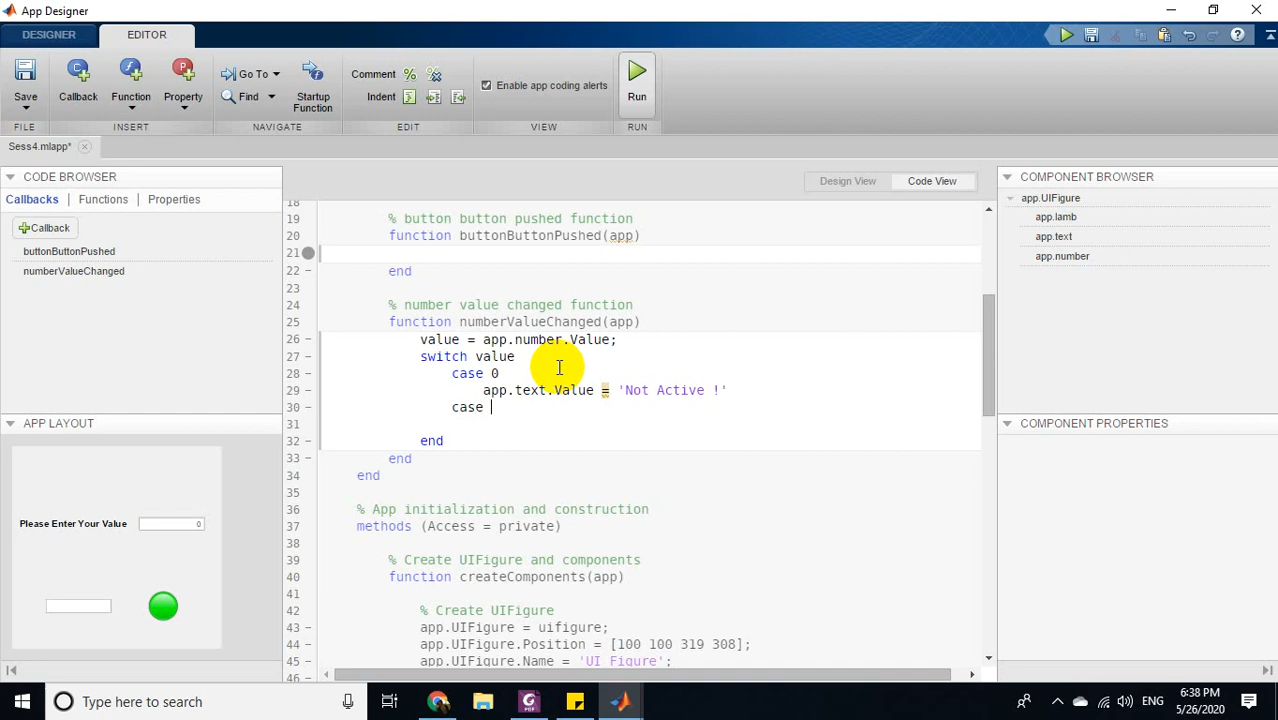 App Designer
DESIGNER
EDITOR
Save
Callback
Function
Property
Go To
Find
Startup
Function
Comment
Indent
Enable app coding alerts
Run
FILE
INSERT
NAVIGATE
EDIT
VIEW
RUN
Sess4.mlapp*
CODE BROWSER
Callbacks
Functions
Properties
Callback
buttonButtonPushed
numberValueChanged
APP LAYOUT
Please Enter Your Value
0
Design View
Code View
18
19 % button button pushed function
20 function buttonButtonPushed(app)
21
22 end
23
24 % number value changed function
25 function numberValueChanged(app)
26 value = app.number.Value;
27 switch value
28 case 0
29 app.text.Value = 'Not Active !'
30 case
31
32 end
33 end
34 end
35
36 % App initialization and construction
37 methods (Access = private)
38
39 % Create UIFigure and components
40 function createComponents(app)
41
42 % Create UIFigure
43 app.UIFigure = uifigure;
44 app.UIFigure.Position = [100 100 319 308];
45 app.UIFigure.Name = 'UI Figure';
46
COMPONENT BROWSER
app.UIFigure
app.lamb
app.text
app.number
COMPONENT PROPERTIES
Type here to search
ENG
6:38 PM
5/26/2020